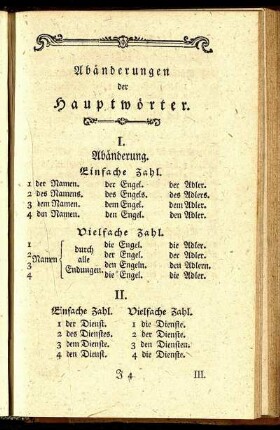 Abänderungen
der
Hauptwörter.
I.
Abänderung.
Einfache Zahl.
1 der Namen. der Engel. der Adler.
2 des Namens. des Engels. des Adlers.
3 dem Namen. dem Engel. dem Adler.
4 den Namen. den Engel. den Adler.
Vielfache Zahl.
1 die Engel. die Adler.
2 Namen durch der Engel. der Adler.
3 alle den Engeln. den Adlern.
4 Endungen. die Engel. die Adler.
II.
Einfache Zahl. Vielfache Zahl.
1 der Dienst. 1 die Dienste.
2 des Dienstes. 2 der Dienste.
3 dem Dienste. 3 den Diensten.
4 den Dienst. 4 die Dienste.
J 4 III.